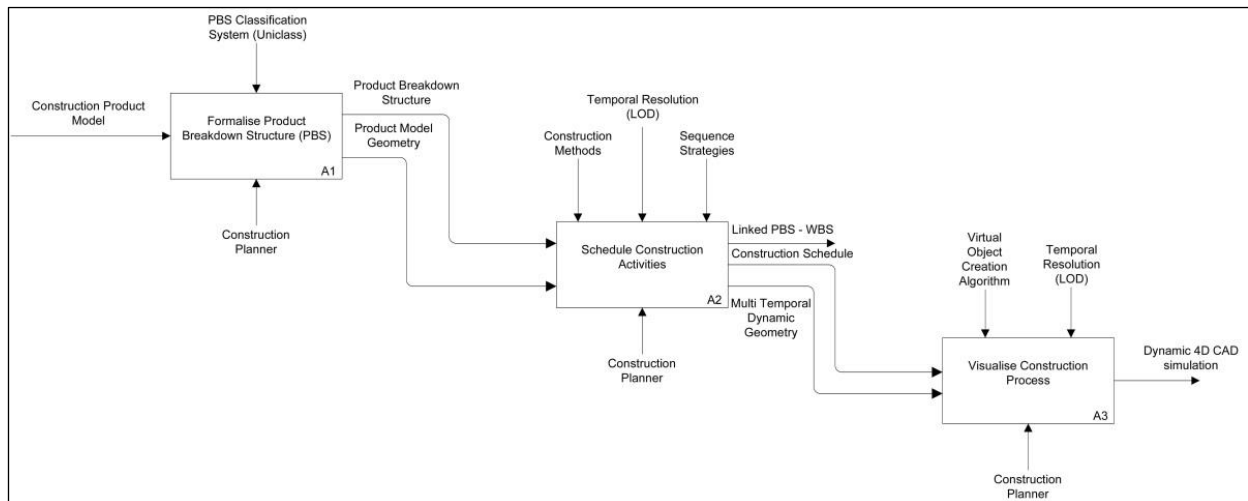 PBS Classification
System (Uniclass)
Construction Product
Model
Formalise Product
Breakdown Structure (PBS)
A1
Product Breakdown
Structure
Product Model
Geometry
Construction
Planner
Construction
Methods
Temporal Resolution
(LOD)
Sequence
Strategies
Schedule Construction
Activities
A2
Linked PBS - WBS
Construction Schedule
Multi Temporal
Dynamic
Geometry
Construction
Planner
Virtual
Object
Creation
Algorithm
Temporal
Resolution
(LOD)
Visualise Construction
Process
A3
Dynamic 4D CAD
simulation
Construction
Planner